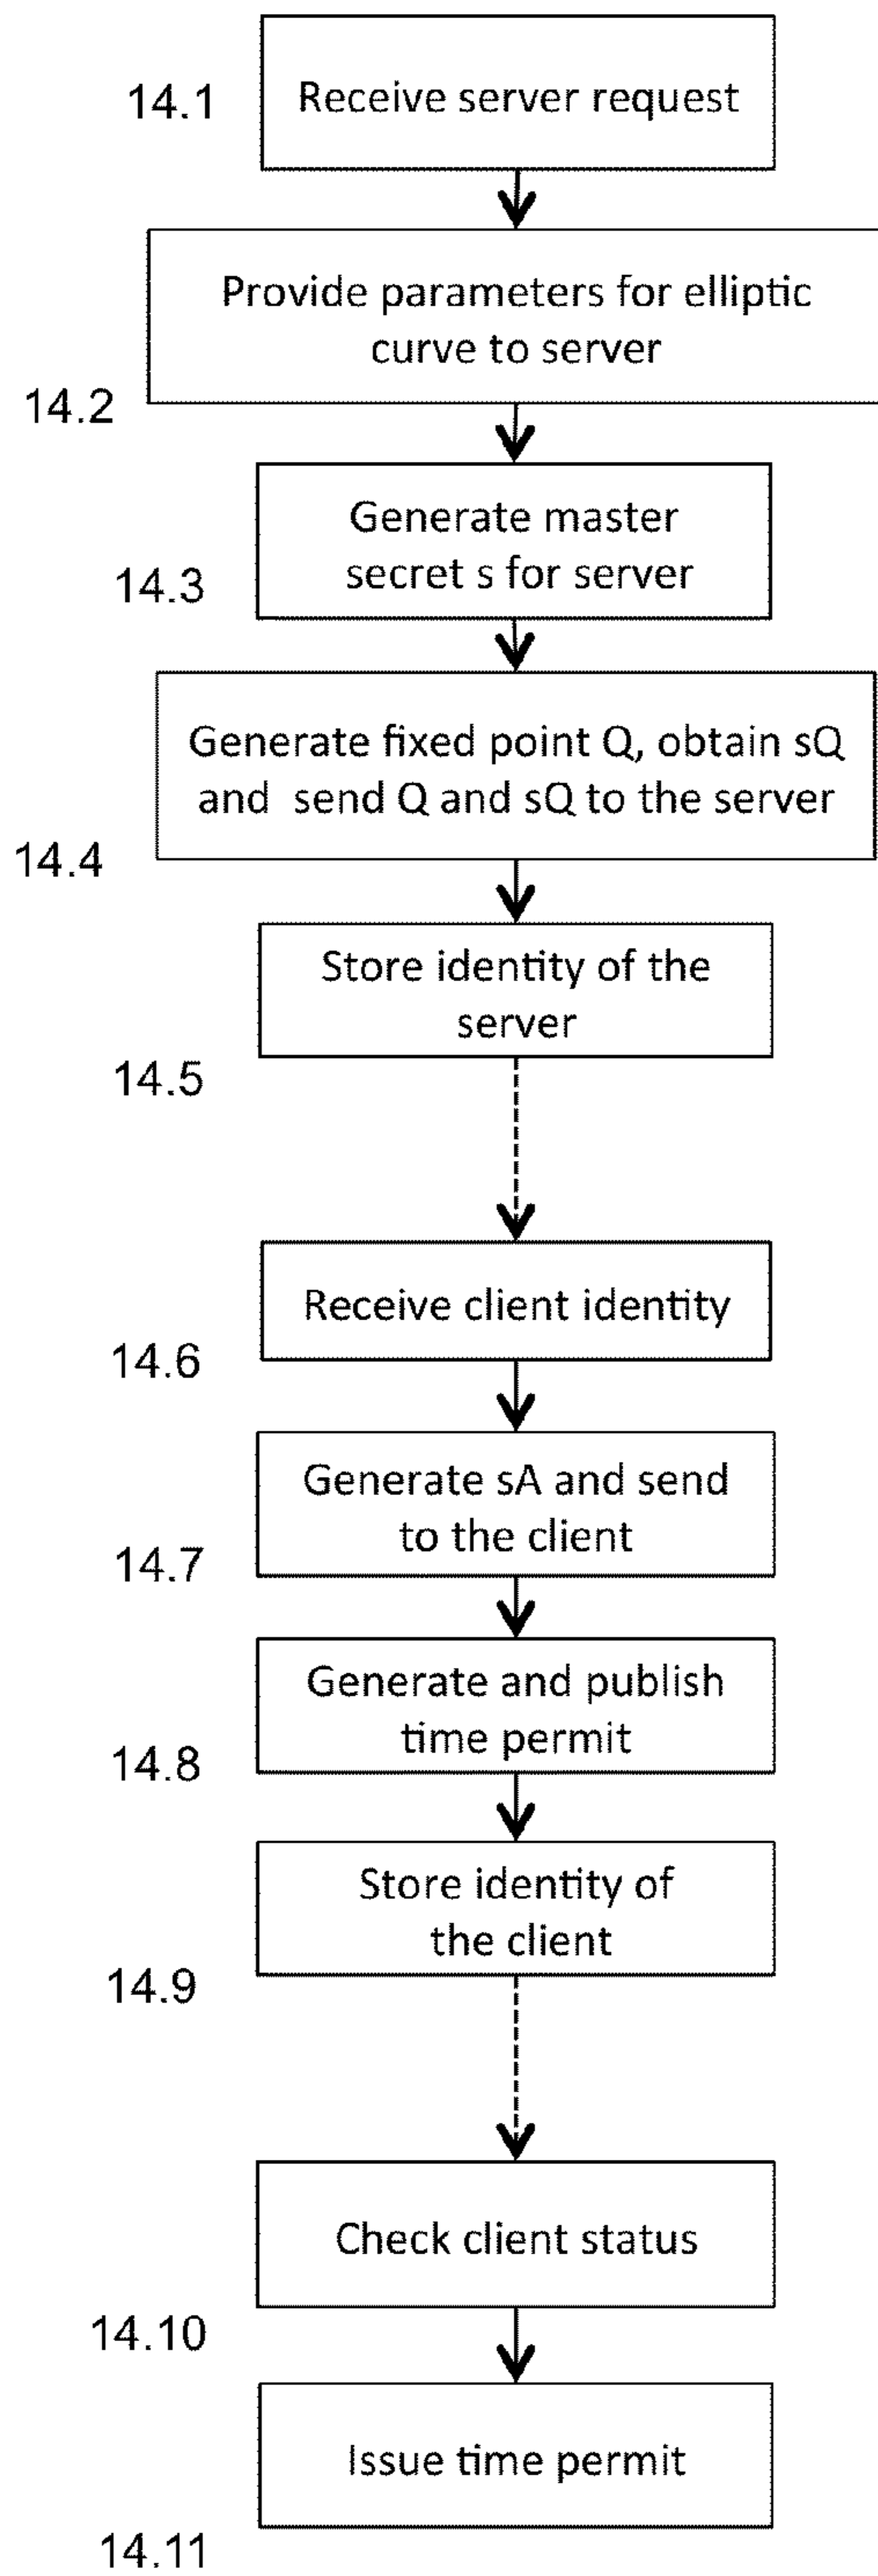 14.1
Receive server request
Provide parameters for elliptic
curve to server
14.2
Generate master
secret s for server
14.3
Generate fixed point Q, obtain sQ
and send Q and sQ to the server
14.4
Store identity of the
server
14.5
Receive client identity
14.6
Generate sA and send
to the client
14.7
Generate and publish
time permit
14.8
Store identity of
the client
14.9
Check client status
14.10
Issue time permit
14.11